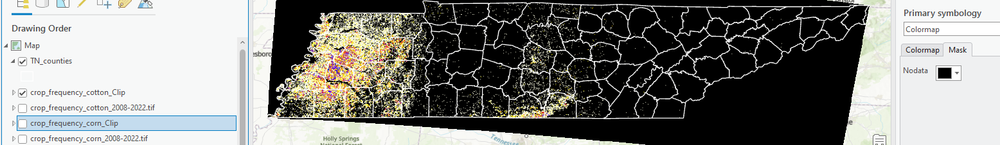 Drawing Order
Map
TN_counties
crop_frequency_cotton_Clip
crop_frequency_cotton_2008-2022.tif
crop_frequency_corn_Clip
crop_frequency_corn_2008-2022.tif
esboro
Holly Springs
National Forest
Tennessee
Primary symbology
Colormap
Colormap Mask
Nodata